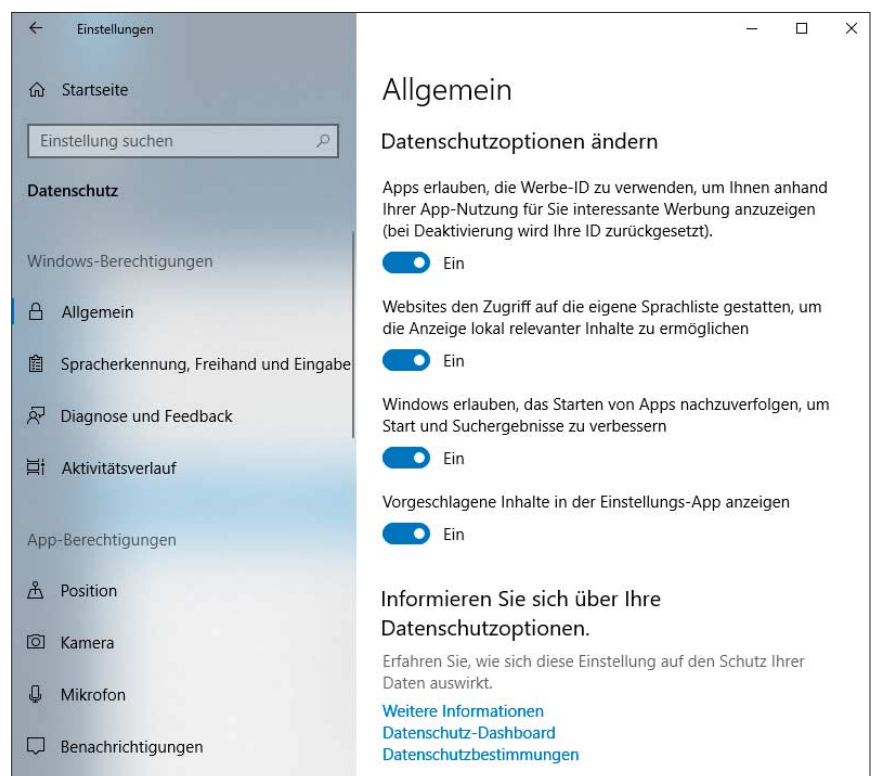 Einstellungen
Startseite
Einstellung suchen
Datenschutz
Windows-Berechtigungen
Allgemein
Spracherkennung, Freihand und Eingabe
Diagnose und Feedback
Aktivitätsverlauf
App-Berechtigungen
Position
Kamera
Mikrofon
Benachrichtigungen
Allgemein
Datenschutzoptionen ändern
Apps erlauben, die Werbe-ID zu verwenden, um Ihnen anhand
Ihrer App-Nutzung für Sie interessante Werbung anzuzeigen
(bei Deaktivierung wird Ihre ID zurückgesetzt).
Ein
Websites den Zugriff auf die eigene Sprachliste gestatten, um
die Anzeige lokal relevanter Inhalte zu ermöglichen
Ein
Windows erlauben, das Starten von Apps nachzuverfolgen, um
Start und Suchergebnisse zu verbessern
Ein
Vorgeschlagene Inhalte in der Einstellungs-App anzeigen
Ein
Informieren Sie sich über Ihre
Datenschutzoptionen.
Erfahren Sie, wie sich diese Einstellung auf den Schutz Ihrer
Daten auswirkt.
Weitere Informationen
Datenschutz-Dashboard
Datenschutzbestimmungen